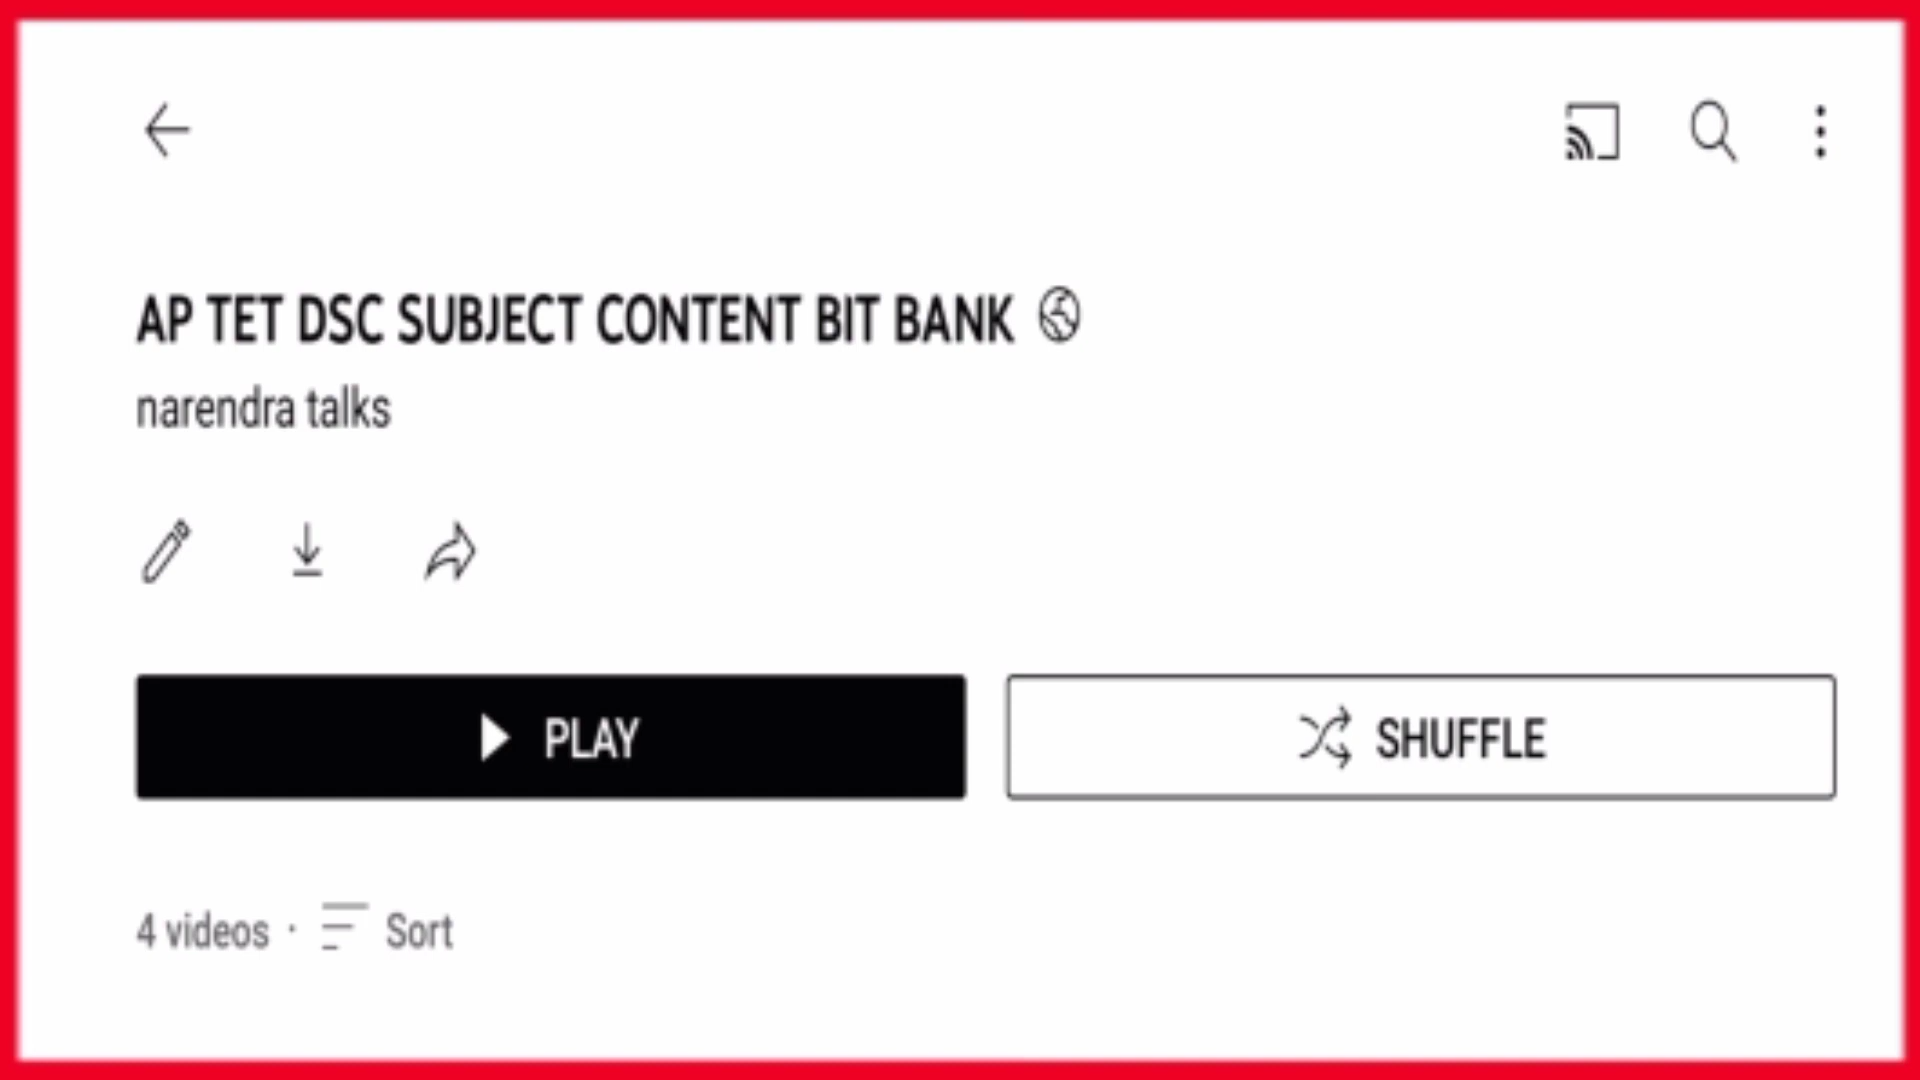 AP TET DSC SUBJECT CONTENT BIT BANK
narendra talks
PLAY
SHUFFLE
4 videos · Sort